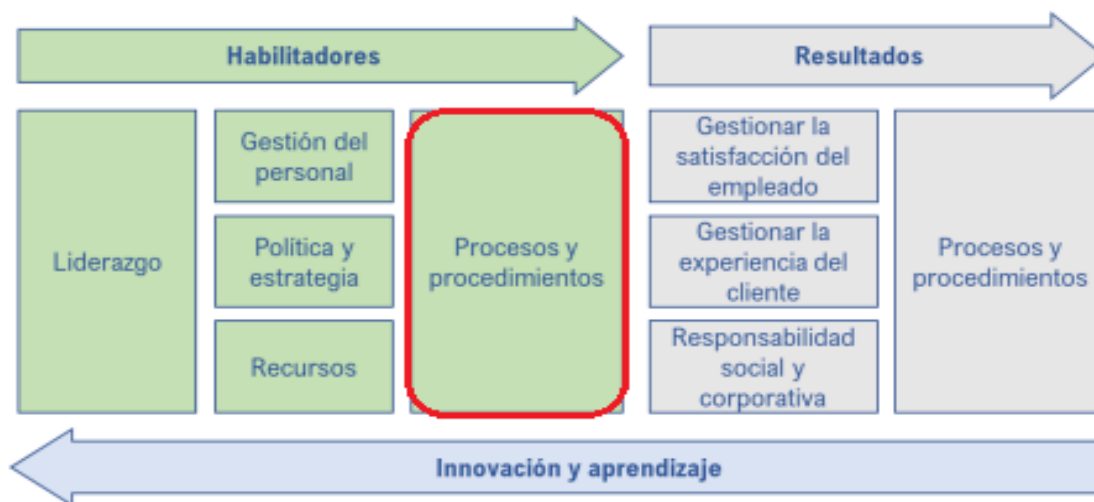 Habilitadores
Resultados
Liderazgo
Gestión del
personal
Política y
estrategia
Recursos
Procesos y
procedimientos
Gestionar la
satisfacción del
empleado
Gestionar la
experiencia del
cliente
Responsabilidad
social y
corporativa
Procesos y
procedimientos
Innovación y aprendizaje